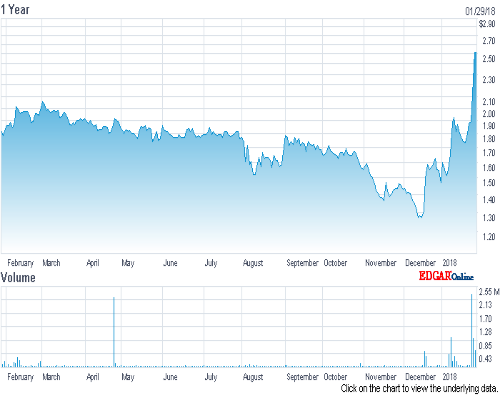 1 Year 01/29/18
$2.90
2.70
2.50
2.30
2.10
2.00
1.90
1.80
1.70
1.60
1.50
1.40
1.30
1.20
February March April May June July August September October November December 2018
EDGAR Online
Volume
2.55 M
2.13
1.70
1.28
0.85
0.43
February March April May June July August September October November December 2018
Click on the chart to view the underlying data.